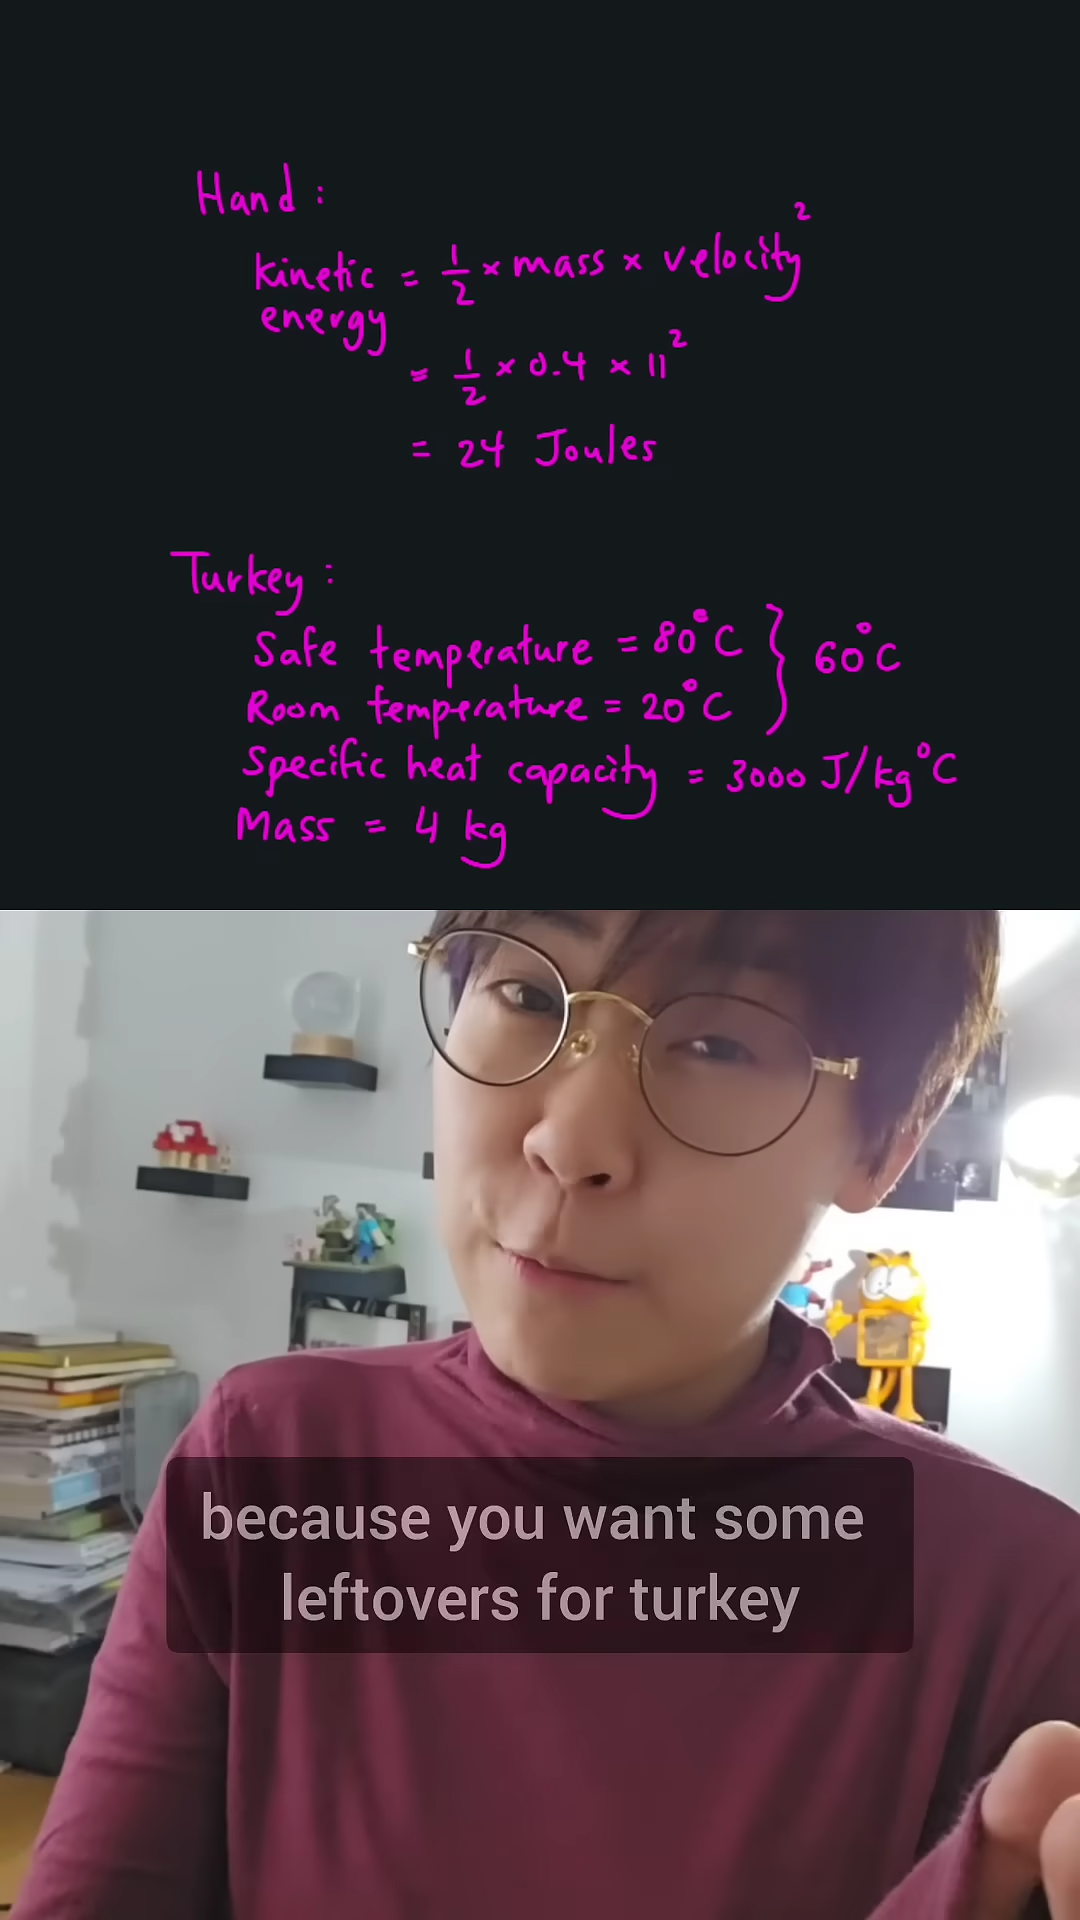 Hand :
kinetic energy = 1/2 × mass × velocity²
= 1/2 × 0.4 × 11²
= 24 Joules
Turkey :
Safe temperature = 80°C } 60°C
Room temperature = 20°C
Specific heat capacity = 3000 J/kg°C
Mass = 4 kg
because you want some
leftovers for turkey